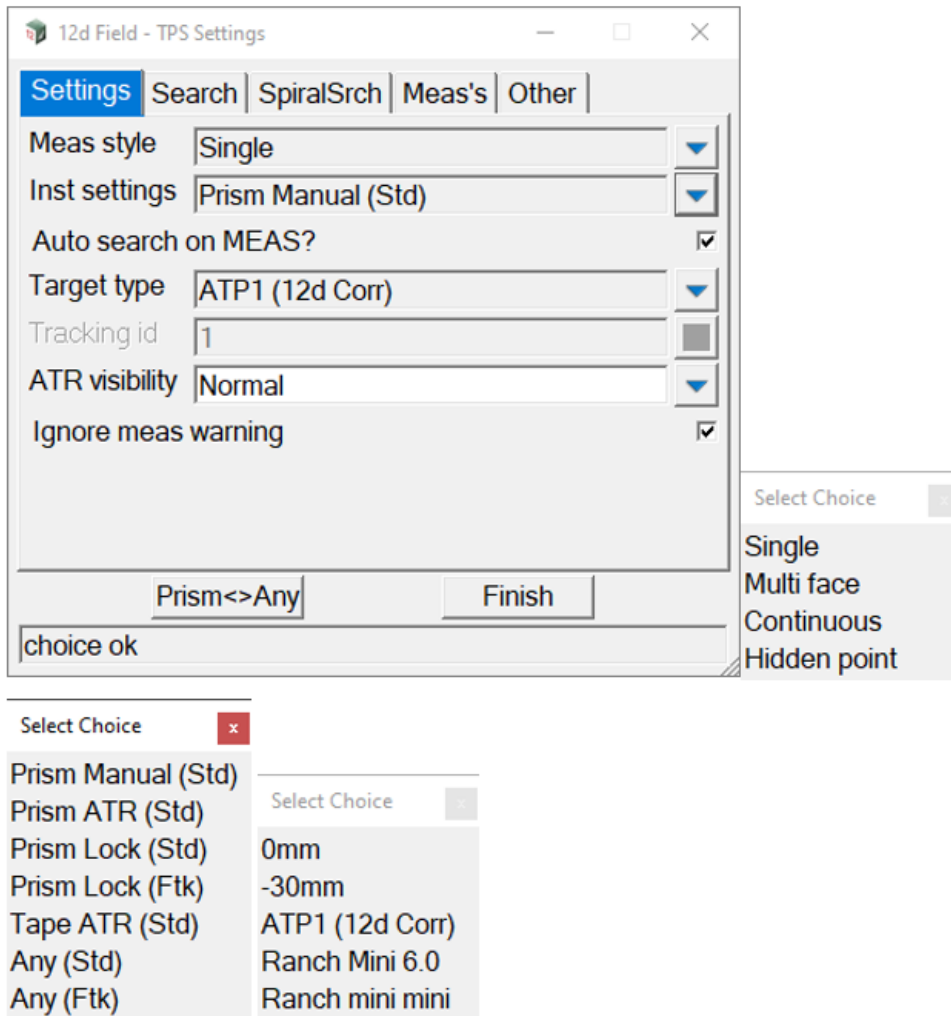 12d Field - TPS Settings
Settings Search SpiralSrch Meas's Other
Meas style Single
Inst settings Prism Manual (Std)
Auto search on MEAS?
Target type ATP1 (12d Corr)
Tracking id 1
ATR visibility Normal
Ignore meas warning
Prism<>Any Finish
choice ok
Select Choice
Single
Multi face
Continuous
Hidden point
Select Choice
Prism Manual (Std)
Prism ATR (Std)
Prism Lock (Std)
Prism Lock (Ftk)
Tape ATR (Std)
Any (Std)
Any (Ftk)
Select Choice
0mm
-30mm
ATP1 (12d Corr)
Ranch Mini 6.0
Ranch mini mini